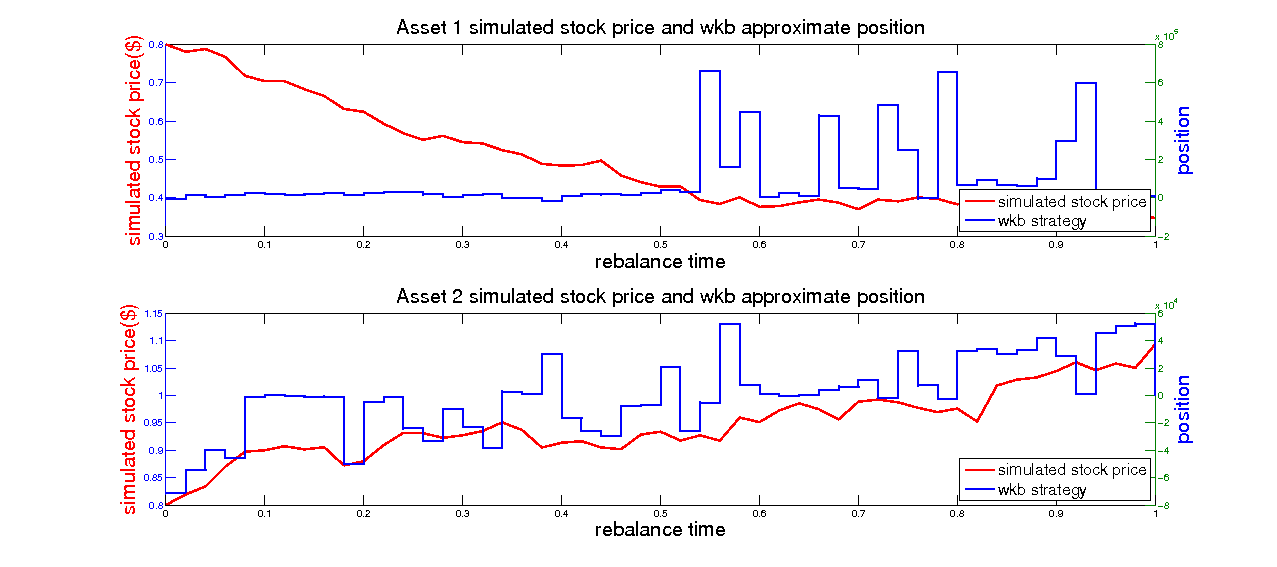 Asset 1 simulated stock price and wkb approximate position
x 10^5
0.8 8
0.7 6
0.6 4
0.5 2
0.4 0
0.3 -2
simulated stock price($)
position
simulated stock price
wkb strategy
0 0.1 0.2 0.3 0.4 0.5 0.6 0.7 0.8 0.9 1
rebalance time
Asset 2 simulated stock price and wkb approximate position
x 10^4
1.15 6
1.1 4
1.05 2
1 0
0.95 -2
0.9 -4
0.85 -6
0.8 -8
simulated stock price($)
position
simulated stock price
wkb strategy
0 0.1 0.2 0.3 0.4 0.5 0.6 0.7 0.8 0.9 1
rebalance time